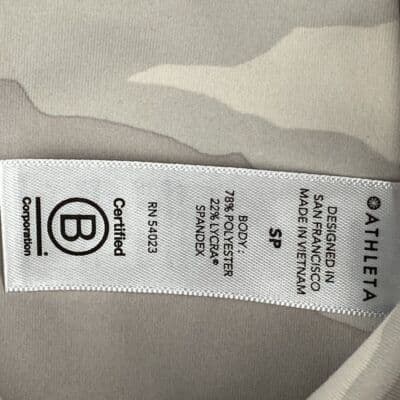 ATHLETA
DESIGNED IN
SAN FRANCISCO
MADE IN VIETNAM
SP
BODY:
78% POLYESTER
22% LYCRA®
SPANDEX
RN 54023
Certified
B
Corporation